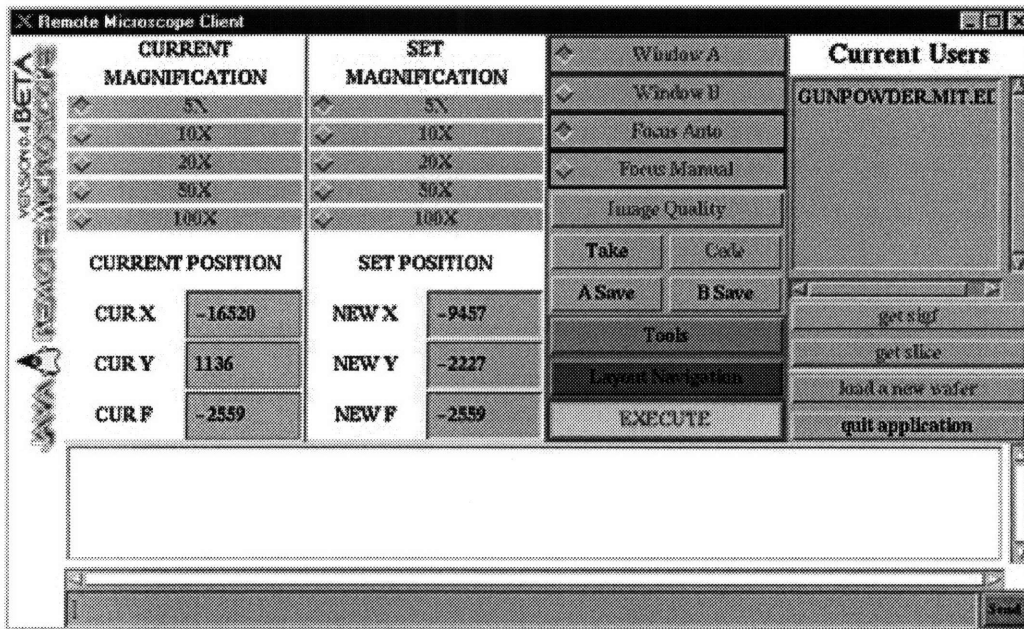 Remote Microscope Client
VERSION 0.4 BETA
JAVA REMOTE MICROSCOPE
CURRENT
MAGNIFICATION
5X
10X
20X
50X
100X
CURRENT POSITION
CUR X
-16520
CUR Y
1136
CUR F
-2559
SET
MAGNIFICATION
5X
10X
20X
50X
100X
SET POSITION
NEW X
-9457
NEW Y
-2227
NEW F
-2559
Window A
Window B
Focus Auto
Focus Manual
Image Quality
Take
Code
A Save
B Save
Tools
Layout Navigation
EXECUTE
Current Users
GUNPOWDER.MIT.ED
get sigf
get slice
load a new wafer
quit application
Send